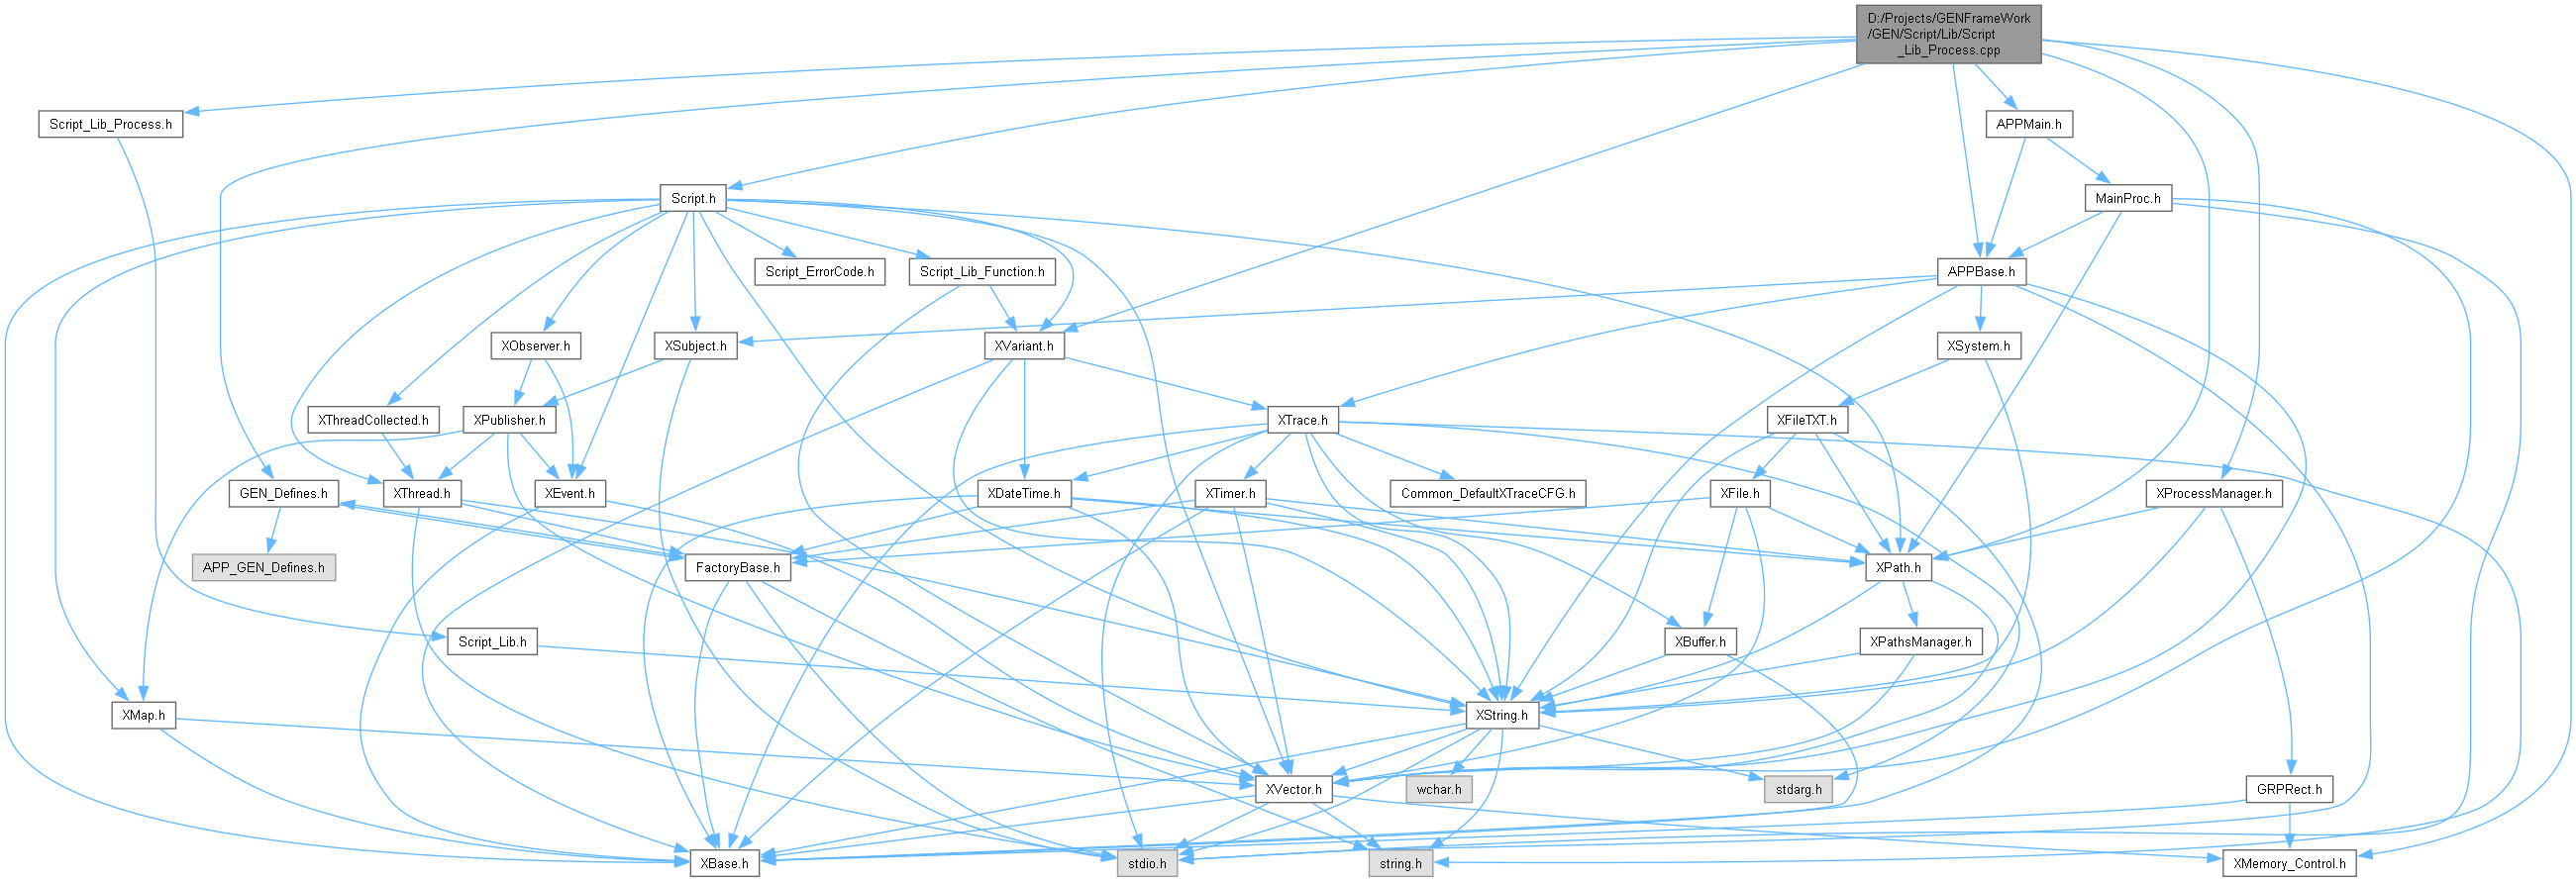 D:/Projects/GENFrameWork
/GEN/Script/Lib/Script
_Lib_Process.cpp
Script_Lib_Process.h
APPMain.h
Script.h
MainProc.h
Script_ErrorCode.h
Script_Lib_Function.h
APPBase.h
XObserver.h
XSubject.h
XVariant.h
XSystem.h
XThreadCollected.h
XPublisher.h
XTrace.h
XFileTXT.h
GEN_Defines.h
XThread.h
XEvent.h
XDateTime.h
XTimer.h
Common_DefaultXTraceCFG.h
XFile.h
XProcessManager.h
APP_GEN_Defines.h
FactoryBase.h
XPath.h
Script_Lib.h
XBuffer.h
XPathsManager.h
XMap.h
XString.h
XVector.h
wchar.h
stdarg.h
GRPRect.h
XBase.h
stdio.h
string.h
XMemory_Control.h